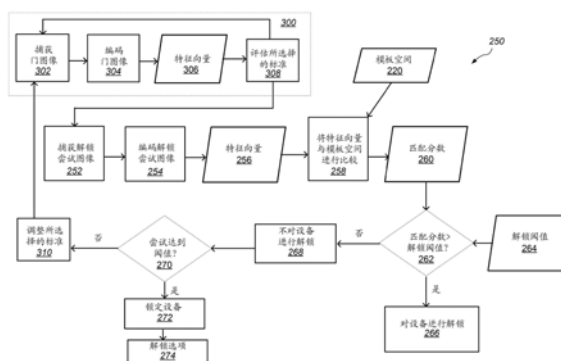 300
250
捕获
门图像
302
编码
门图像
304
特征向量
306
评估所选择
的标准
308
模板空间
220
捕获解锁
尝试图像
252
编码解锁
尝试图像
254
特征向量
256
将特征向量
与模板空间
进行比较
258
匹配分数
260
调整所选
择的标准
310
否
尝试达到
阈值?
270
不对设备
进行解锁
268
否
匹配分数>
解锁阈值?
262
解锁阈值
264
是
锁定设备
272
解锁选项
274
是
对设备进行解锁
266